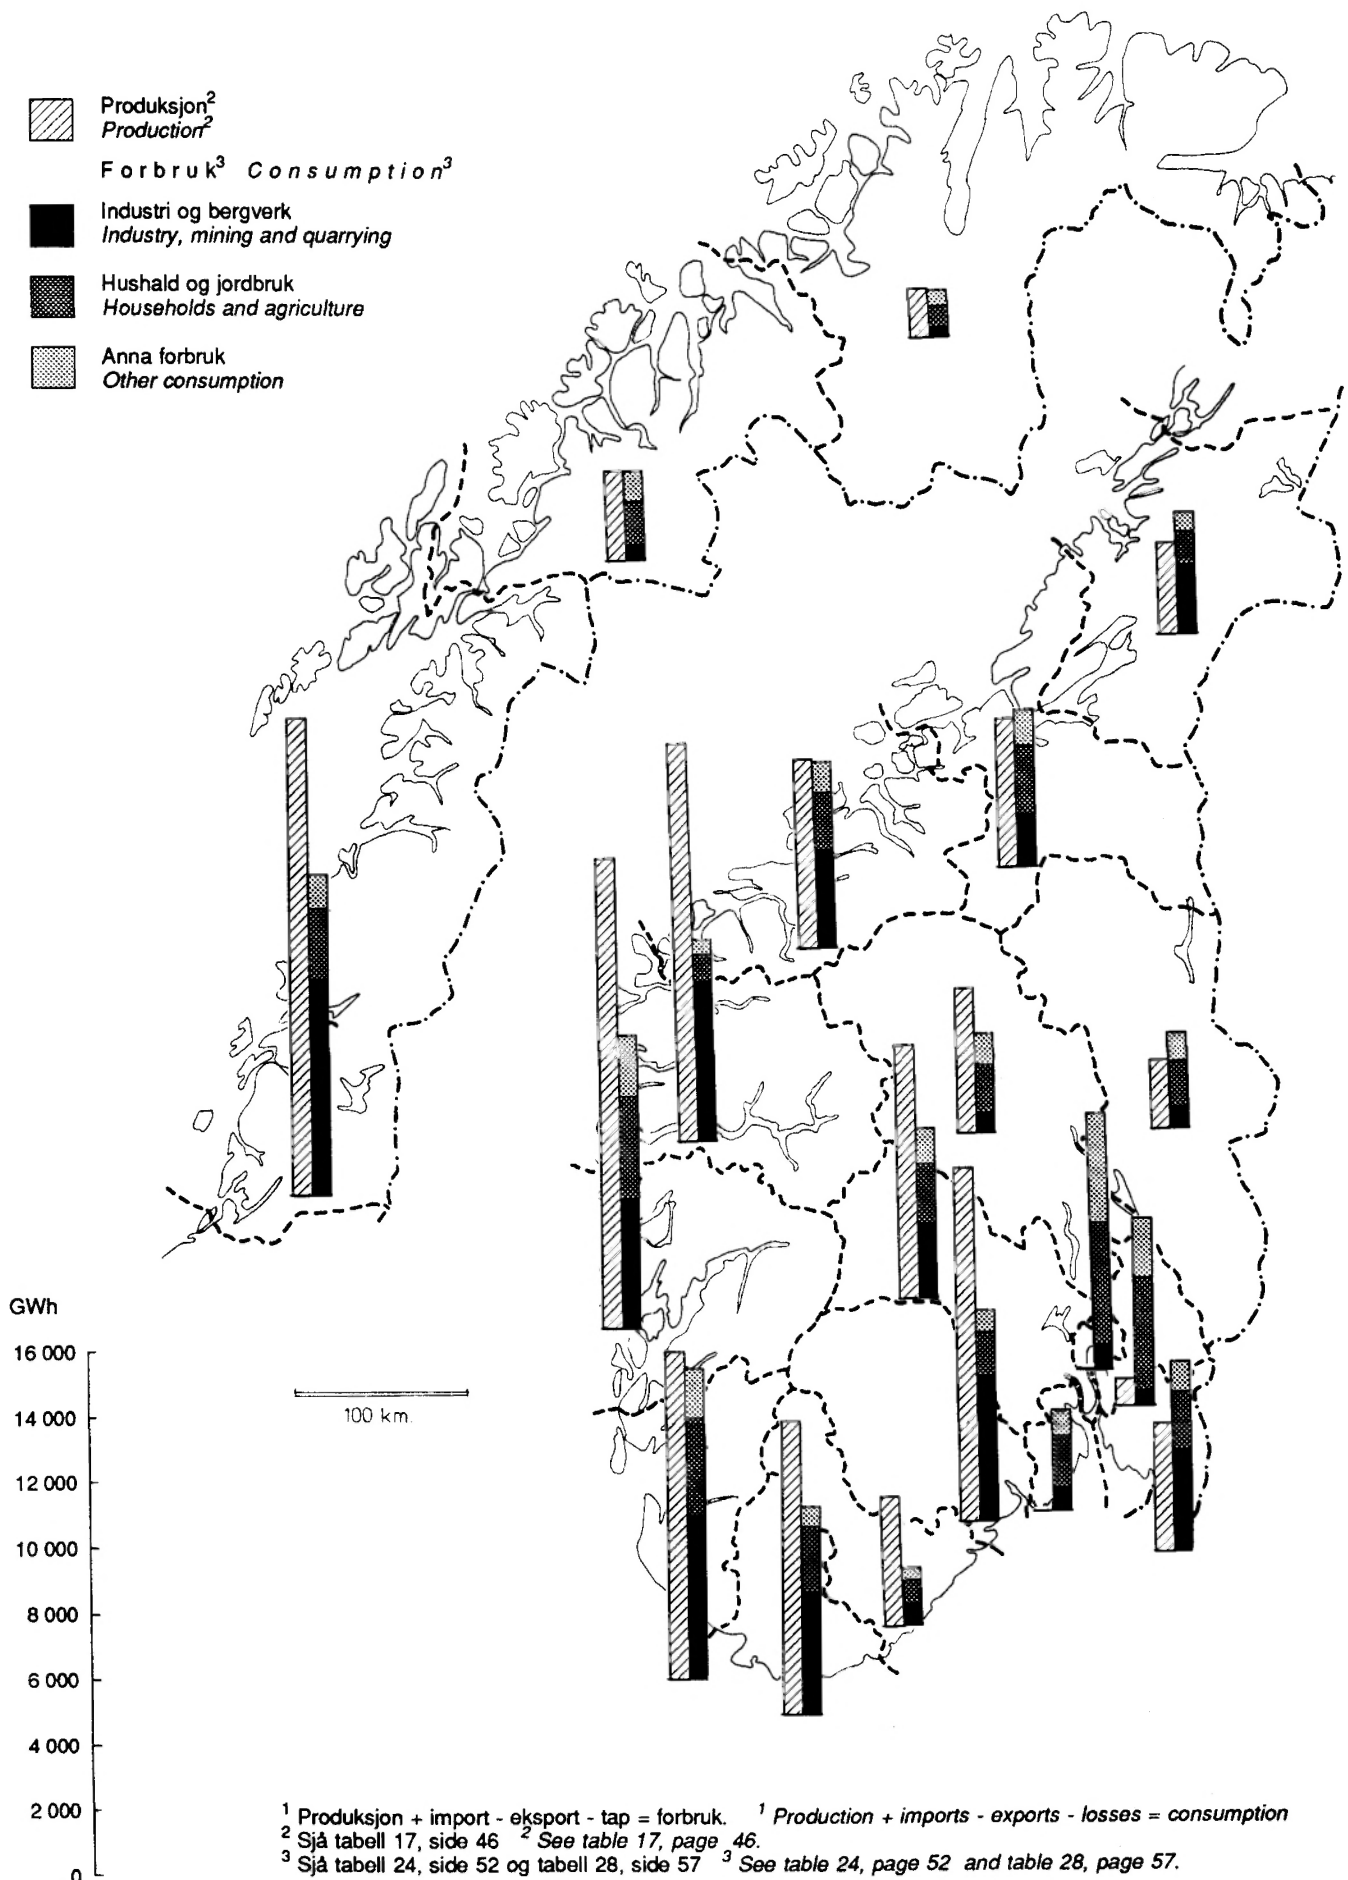 Produksjon²
Production²
Forbruk³ Consumption³
Industri og bergverk
Industry, mining and quarrying
Hushald og jordbruk
Households and agriculture
Anna forbruk
Other consumption
GWh
16 000
14 000
12 000
10 000
8 000
6 000
4 000
2 000
0
100 km.
¹ Produksjon + import - eksport - tap = forbruk. ¹ Production + imports - exports - losses = consumption
² Sjå tabell 17, side 46 ² See table 17, page 46.
³ Sjå tabell 24, side 52 og tabell 28, side 57 ³ See table 24, page 52 and table 28, page 57.